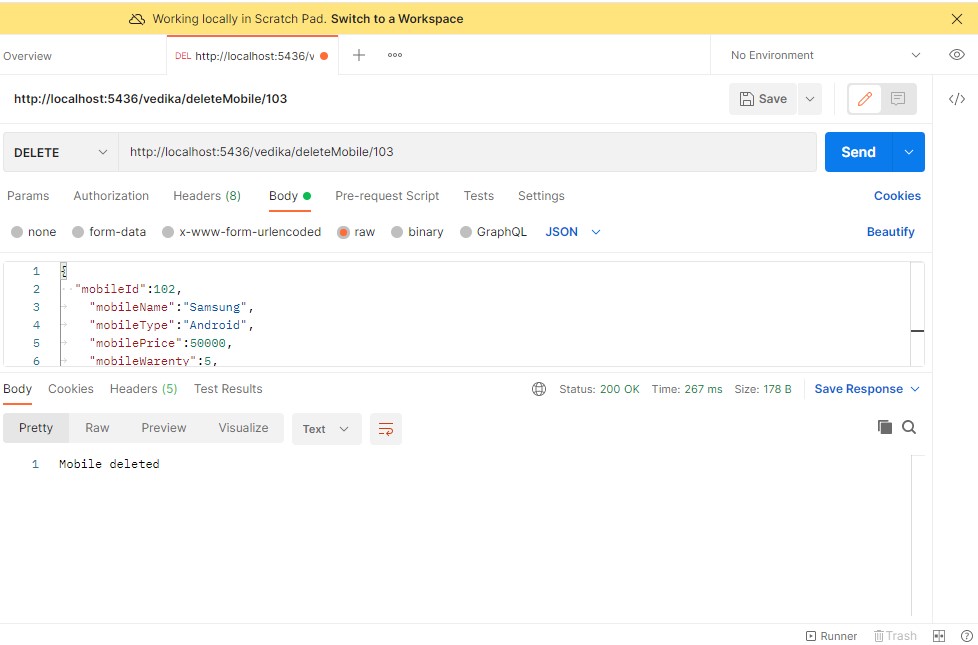 Working locally in Scratch Pad. Switch to a Workspace
Overview
DEL http://localhost:5436/v
No Environment
http://localhost:5436/vedika/deleteMobile/103
Save
DELETE http://localhost:5436/vedika/deleteMobile/103 Send
Params Authorization Headers (8) Body Pre-request Script Tests Settings Cookies
none form-data x-www-form-urlencoded raw binary GraphQL JSON Beautify
1 {
2 "mobileId":102,
3 "mobileName":"Samsung",
4 "mobileType":"Android",
5 "mobilePrice":50000,
6 "mobileWarenty":5,
Body Cookies Headers (5) Test Results Status: 200 OK Time: 267 ms Size: 178 B Save Response
Pretty Raw Preview Visualize Text
1 Mobile deleted
Runner Trash